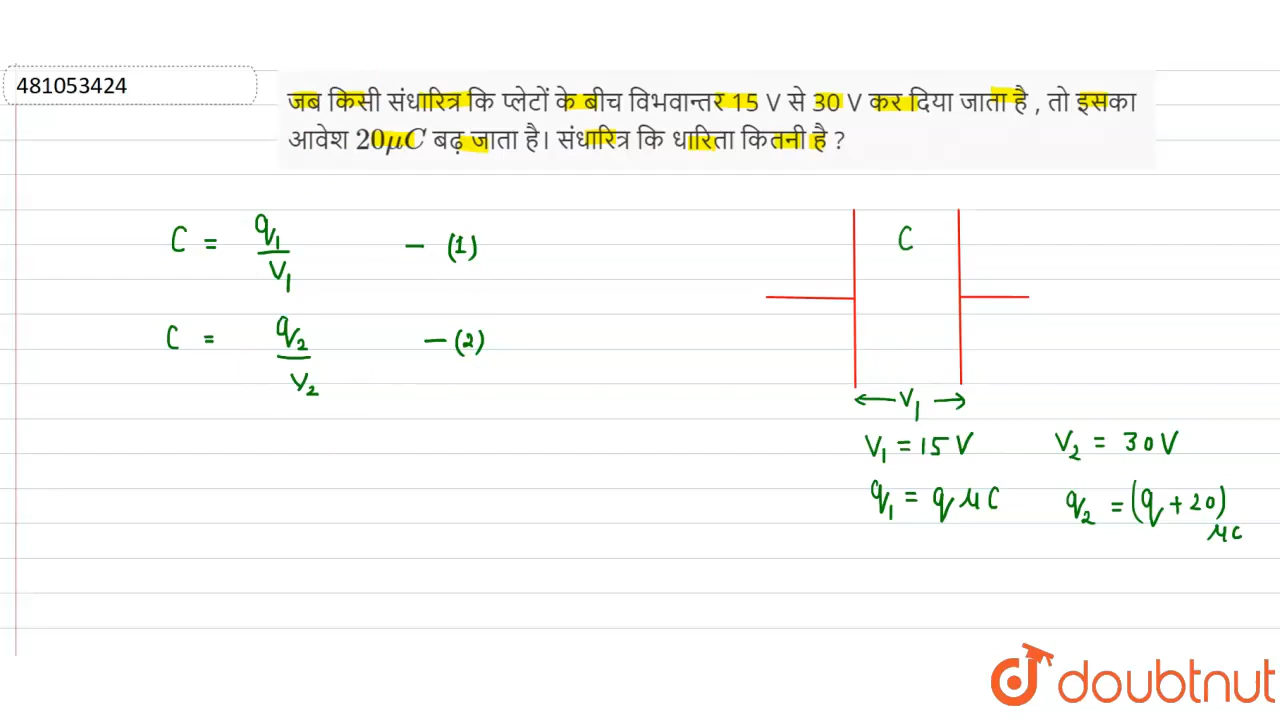 481053424
जब किसी संधारित्र कि प्लेटों के बीच विभवान्तर 15 V से 30 V कर दिया जाता है , तो इसका
आवेश 20μC बढ़ जाता है। संधारित्र कि धारिता कितनी है ?
C = q₁/V₁ — (1)
C = q₂/V₂ — (2)
C
V₁
V₁ = 15 V V₂ = 30 V
q₁ = q μC q₂ = (q + 20) μC
doubtnut